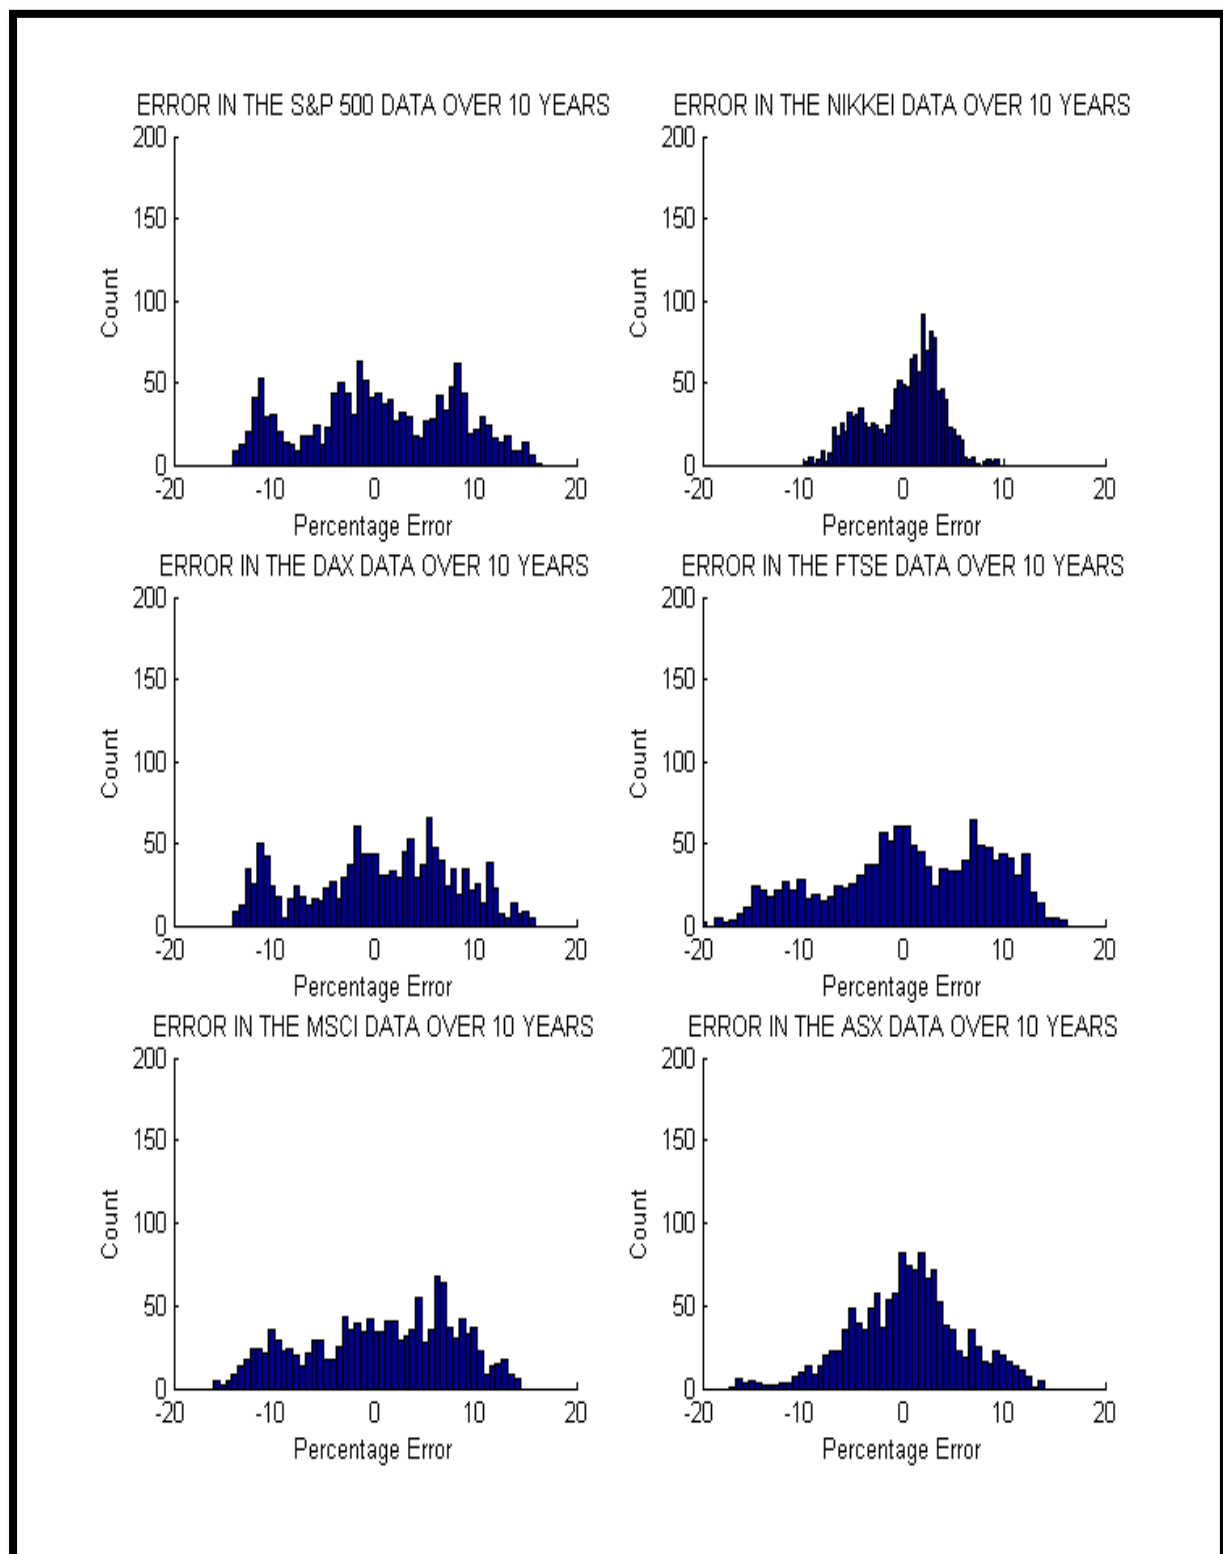 ERROR IN THE S&P 500 DATA OVER 10 YEARS
200
150
100
50
0
Count
-20 -10 0 10 20
Percentage Error
ERROR IN THE NIKKEI DATA OVER 10 YEARS
200
150
100
50
0
Count
-20 -10 0 10 20
Percentage Error
ERROR IN THE DAX DATA OVER 10 YEARS
200
150
100
50
0
Count
-20 -10 0 10 20
Percentage Error
ERROR IN THE FTSE DATA OVER 10 YEARS
200
150
100
50
0
Count
-20 -10 0 10 20
Percentage Error
ERROR IN THE MSCI DATA OVER 10 YEARS
200
150
100
50
0
Count
-20 -10 0 10 20
Percentage Error
ERROR IN THE ASX DATA OVER 10 YEARS
200
150
100
50
0
Count
-20 -10 0 10 20
Percentage Error